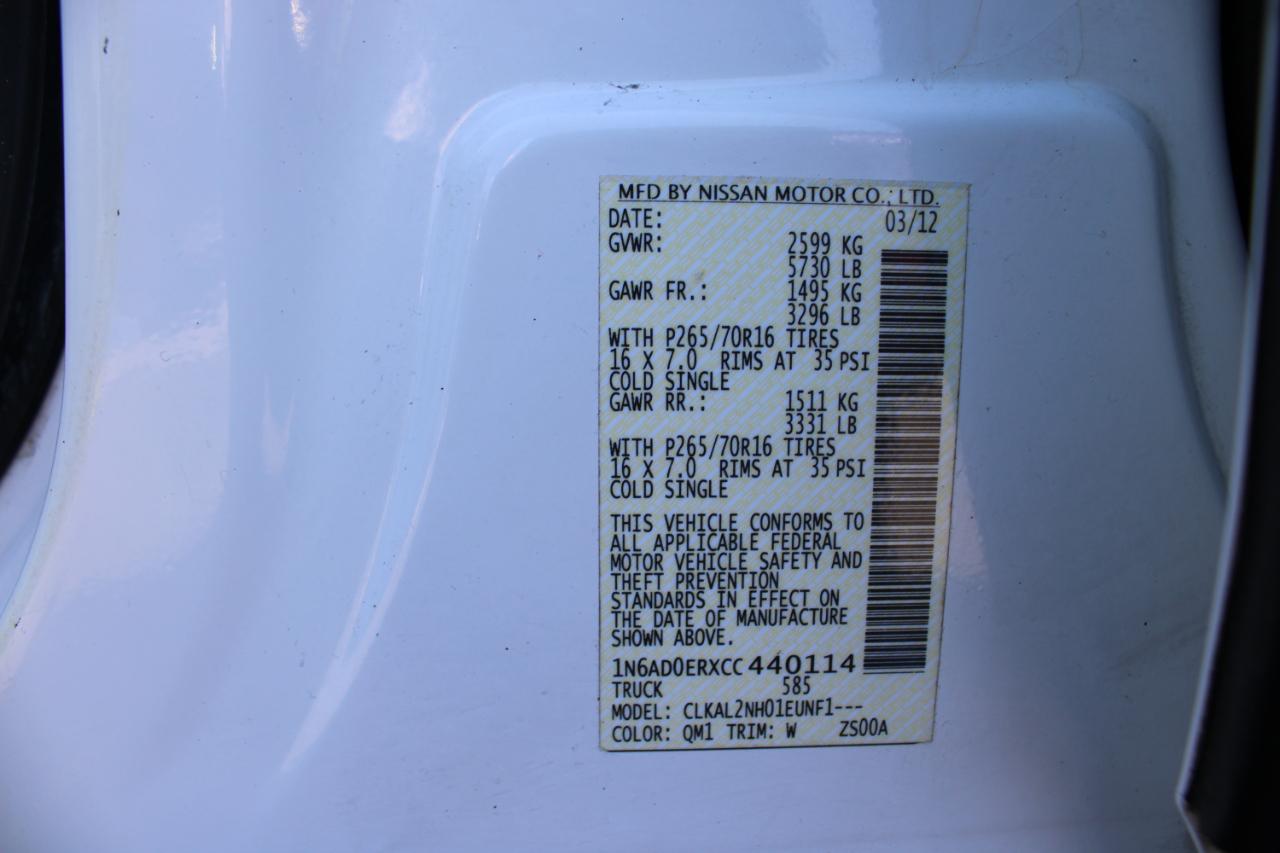 MFD BY NISSAN MOTOR CO., LTD.
DATE: 03/12
GVWR: 2599 KG
5730 LB
GAWR FR.: 1495 KG
3296 LB
WITH P265/70R16 TIRES
16 X 7.0 RIMS AT 35 PSI
COLD SINGLE
GAWR RR.: 1511 KG
3331 LB
WITH P265/70R16 TIRES
16 X 7.0 RIMS AT 35 PSI
COLD SINGLE
THIS VEHICLE CONFORMS TO
ALL APPLICABLE FEDERAL
MOTOR VEHICLE SAFETY AND
THEFT PREVENTION
STANDARDS IN EFFECT ON
THE DATE OF MANUFACTURE
SHOWN ABOVE.
1N6AD0ERXCC 440114
TRUCK 585
MODEL: CLKAL2NH01EUNF1---
COLOR: QM1 TRIM: W ZS00A